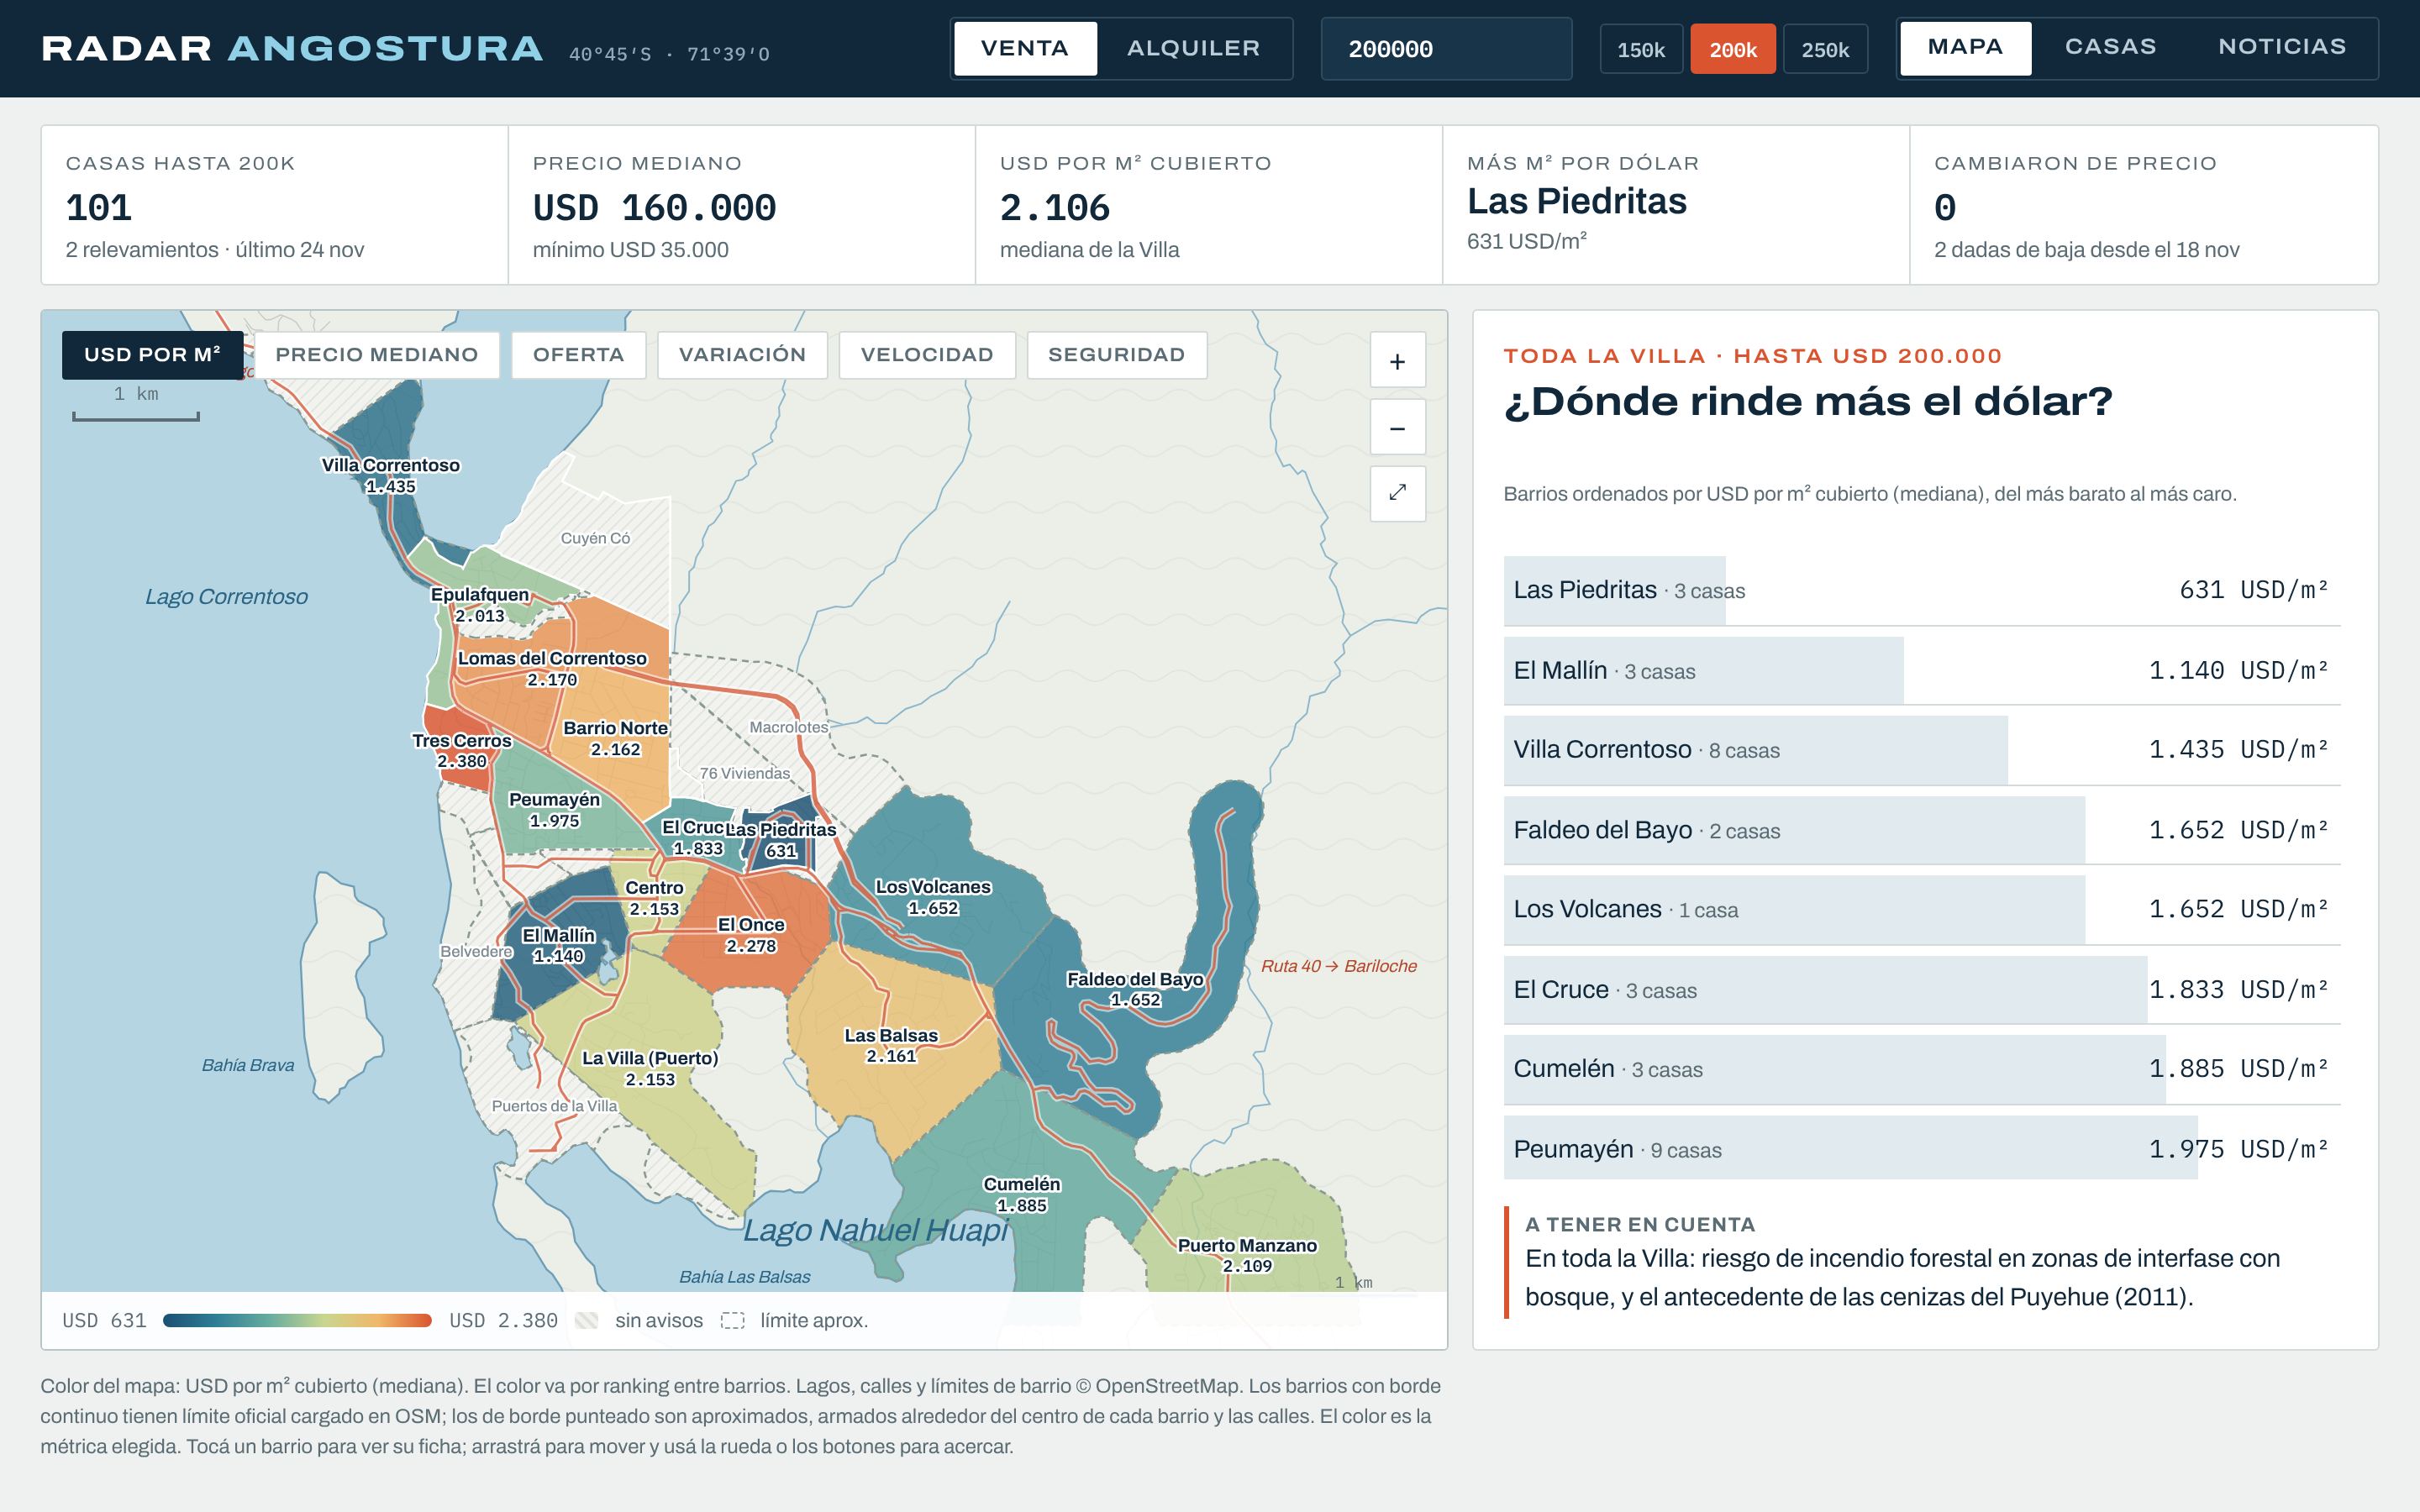 RADAR ANGOSTURA 40°45'S · 71°39'O
VENTA ALQUILER
200000
150k 200k 250k
MAPA CASAS NOTICIAS
CASAS HASTA 200K
101
2 relevamientos · último 24 nov
PRECIO MEDIANO
USD 160.000
mínimo USD 35.000
USD POR M² CUBIERTO
2.106
mediana de la Villa
MÁS M² POR DÓLAR
Las Piedritas
631 USD/m²
CAMBIARON DE PRECIO
0
2 dadas de baja desde el 18 nov
USD POR M² PRECIO MEDIANO OFERTA VARIACIÓN VELOCIDAD SEGURIDAD
+
−
⤢
1 km
Villa Correntoso
1.435
Cuyén Có
Lago Correntoso
Epulafquen
2.013
Lomas del Correntoso
2.170
Barrio Norte
2.162
Macrolotes
Tres Cerros
2.380
76 Viviendas
Peumayén
1.975
El Cruc
1.833
Las Piedritas
631
Centro
2.153
Los Volcanes
1.652
El Once
2.278
El Mallín
1.140
Belvedere
Ruta 40 → Bariloche
Faldeo del Bayo
1.652
Las Balsas
2.161
Bahía Brava
La Villa (Puerto)
2.153
Puertos de la Villa
Cumelén
1.885
Lago Nahuel Huapi
Puerto Manzano
2.109
Bahía Las Balsas
1 km
USD 631 USD 2.380 sin avisos límite aprox.
TODA LA VILLA · HASTA USD 200.000
¿Dónde rinde más el dólar?
Barrios ordenados por USD por m² cubierto (mediana), del más barato al más caro.
Las Piedritas · 3 casas 631 USD/m²
El Mallín · 3 casas 1.140 USD/m²
Villa Correntoso · 8 casas 1.435 USD/m²
Faldeo del Bayo · 2 casas 1.652 USD/m²
Los Volcanes · 1 casa 1.652 USD/m²
El Cruce · 3 casas 1.833 USD/m²
Cumelén · 3 casas 1.885 USD/m²
Peumayén · 9 casas 1.975 USD/m²
A TENER EN CUENTA
En toda la Villa: riesgo de incendio forestal en zonas de interfase con
bosque, y el antecedente de las cenizas del Puyehue (2011).
Color del mapa: USD por m² cubierto (mediana). El color va por ranking entre barrios. Lagos, calles y límites de barrio © OpenStreetMap. Los barrios con borde
continuo tienen límite oficial cargado en OSM; los de borde punteado son aproximados, armados alrededor del centro de cada barrio y las calles. El color es la
métrica elegida. Tocá un barrio para ver su ficha; arrastrá para mover y usá la rueda o los botones para acercar.